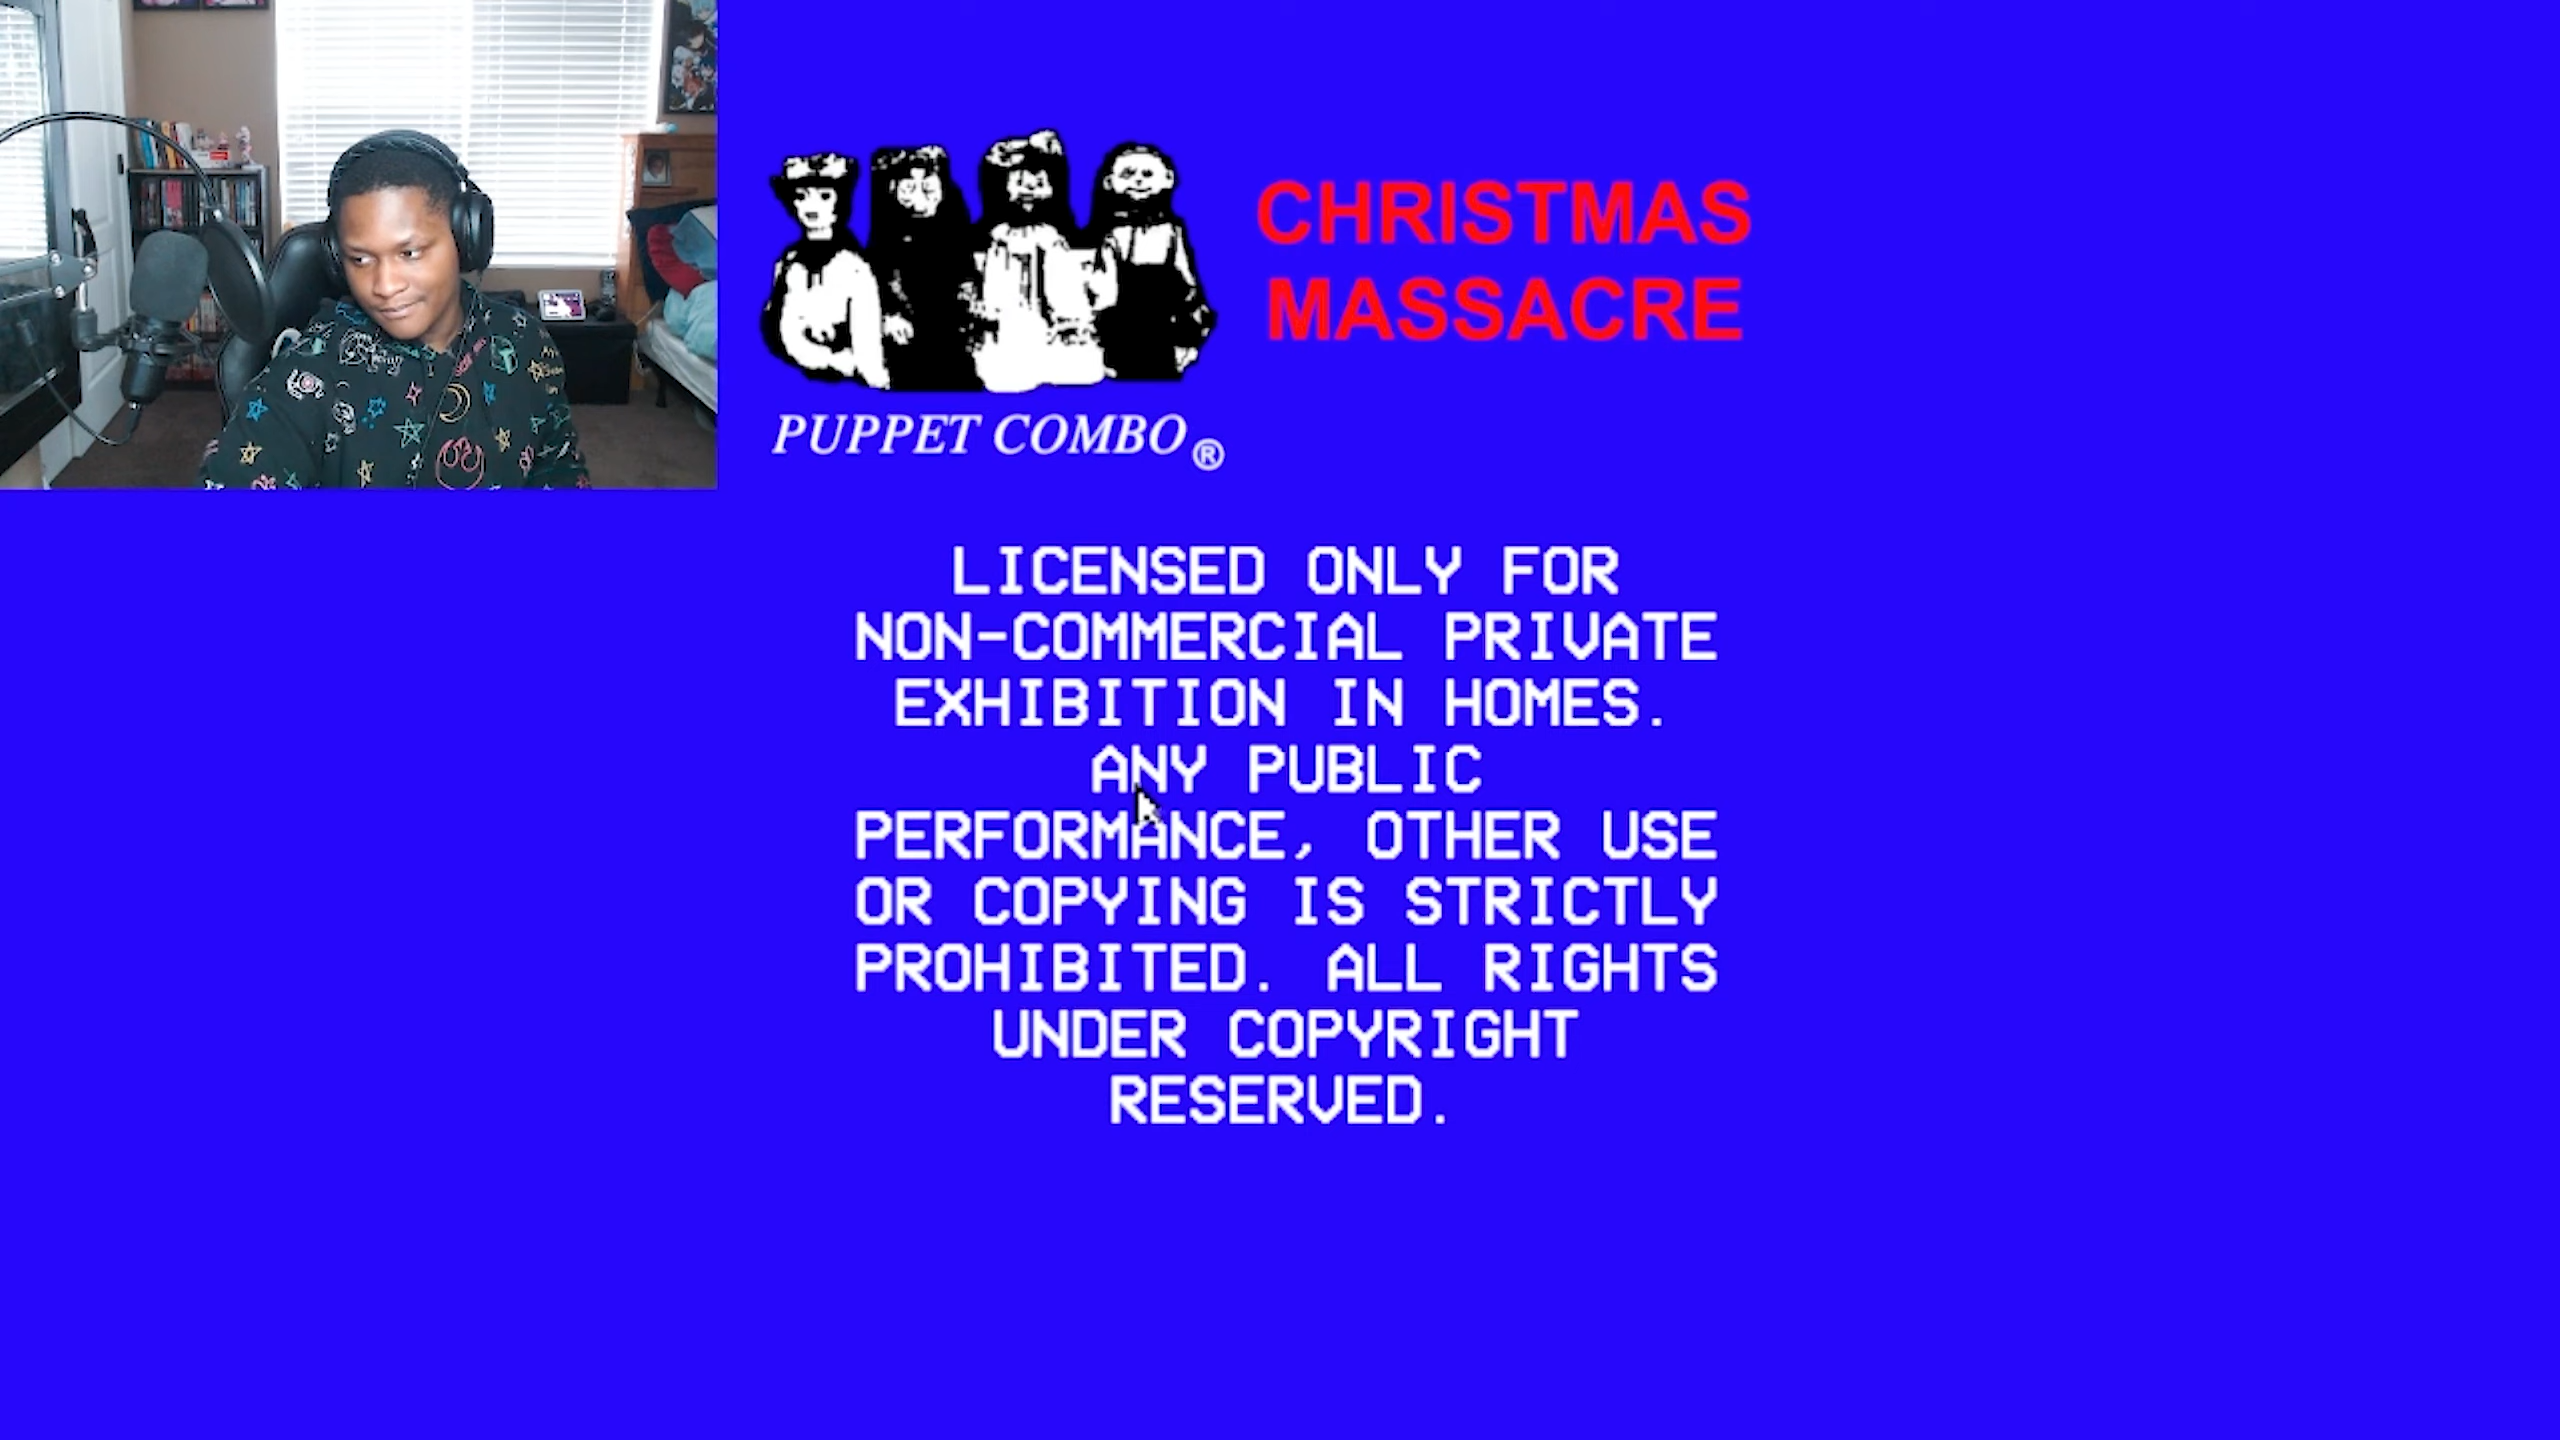 CHRISTMAS
MASSACRE
PUPPET COMBO ®
LICENSED ONLY FOR
NON-COMMERCIAL PRIVATE
EXHIBITION IN HOMES.
ANY PUBLIC
PERFORMANCE, OTHER USE
OR COPYING IS STRICTLY
PROHIBITED. ALL RIGHTS
UNDER COPYRIGHT
RESERVED.